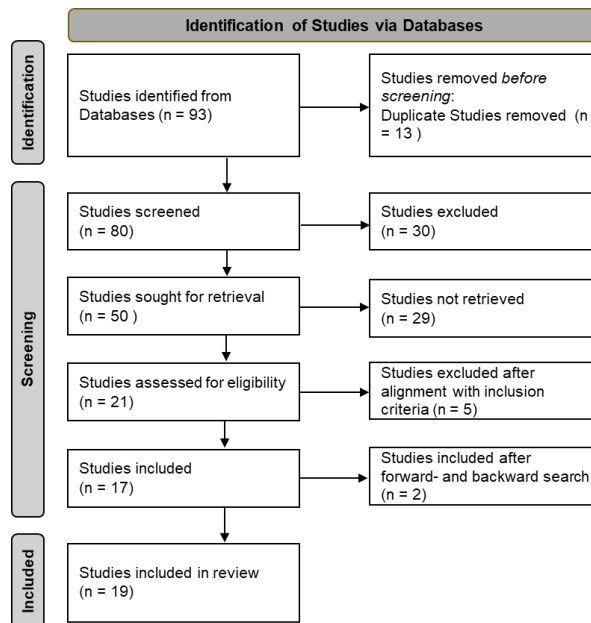 Identification of Studies via Databases
Identification
Studies identified from
Databases (n = 93)
Studies removed before
screening:
Duplicate Studies removed (n
= 13 )
Screening
Studies screened
(n = 80)
Studies excluded
(n = 30)
Studies sought for retrieval
(n = 50 )
Studies not retrieved
(n = 29)
Studies assessed for eligibility
(n = 21)
Studies excluded after
alignment with inclusion
criteria (n = 5)
Studies included
(n = 17)
Studies included after
forward- and backward search
(n = 2)
Included
Studies included in review
(n = 19)